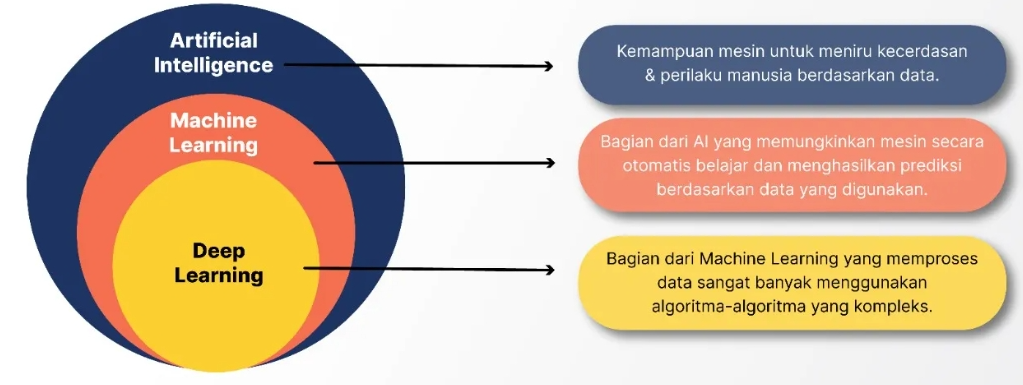 Artificial
Intelligence
Kemampuan mesin untuk meniru kecerdasan
& perilaku manusia berdasarkan data.
Machine
Learning
Bagian dari AI yang memungkinkan mesin secara
otomatis belajar dan menghasilkan prediksi
berdasarkan data yang digunakan.
Deep
Learning
Bagian dari Machine Learning yang memproses
data sangat banyak menggunakan
algoritma-algoritma yang kompleks.